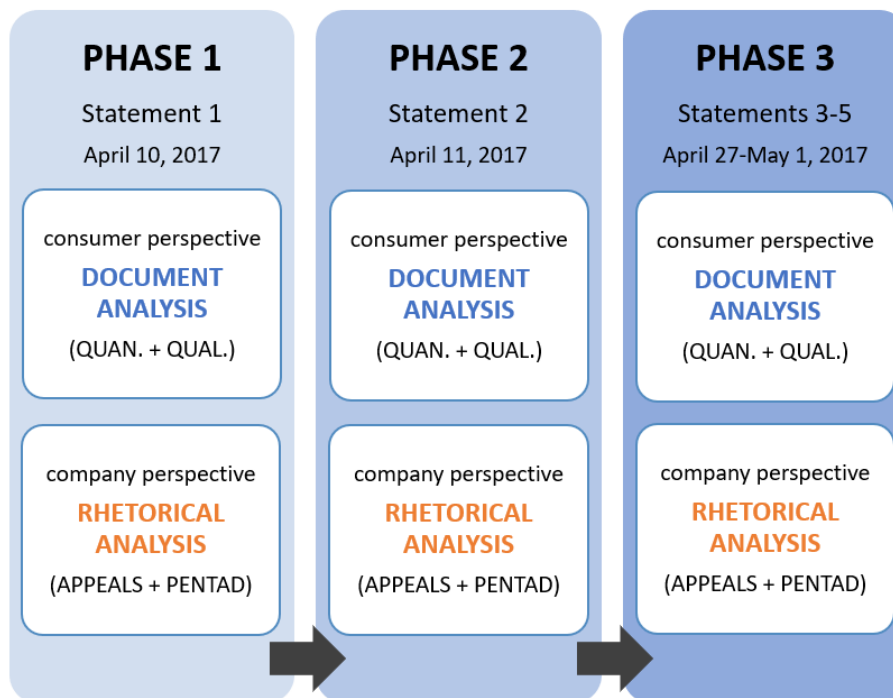 PHASE 1
Statement 1
April 10, 2017
consumer perspective
DOCUMENT
ANALYSIS
(QUAN. + QUAL.)
company perspective
RHETORICAL
ANALYSIS
(APPEALS + PENTAD)
PHASE 2
Statement 2
April 11, 2017
consumer perspective
DOCUMENT
ANALYSIS
(QUAN. + QUAL.)
company perspective
RHETORICAL
ANALYSIS
(APPEALS + PENTAD)
PHASE 3
Statements 3-5
April 27-May 1, 2017
consumer perspective
DOCUMENT
ANALYSIS
(QUAN. + QUAL.)
company perspective
RHETORICAL
ANALYSIS
(APPEALS + PENTAD)